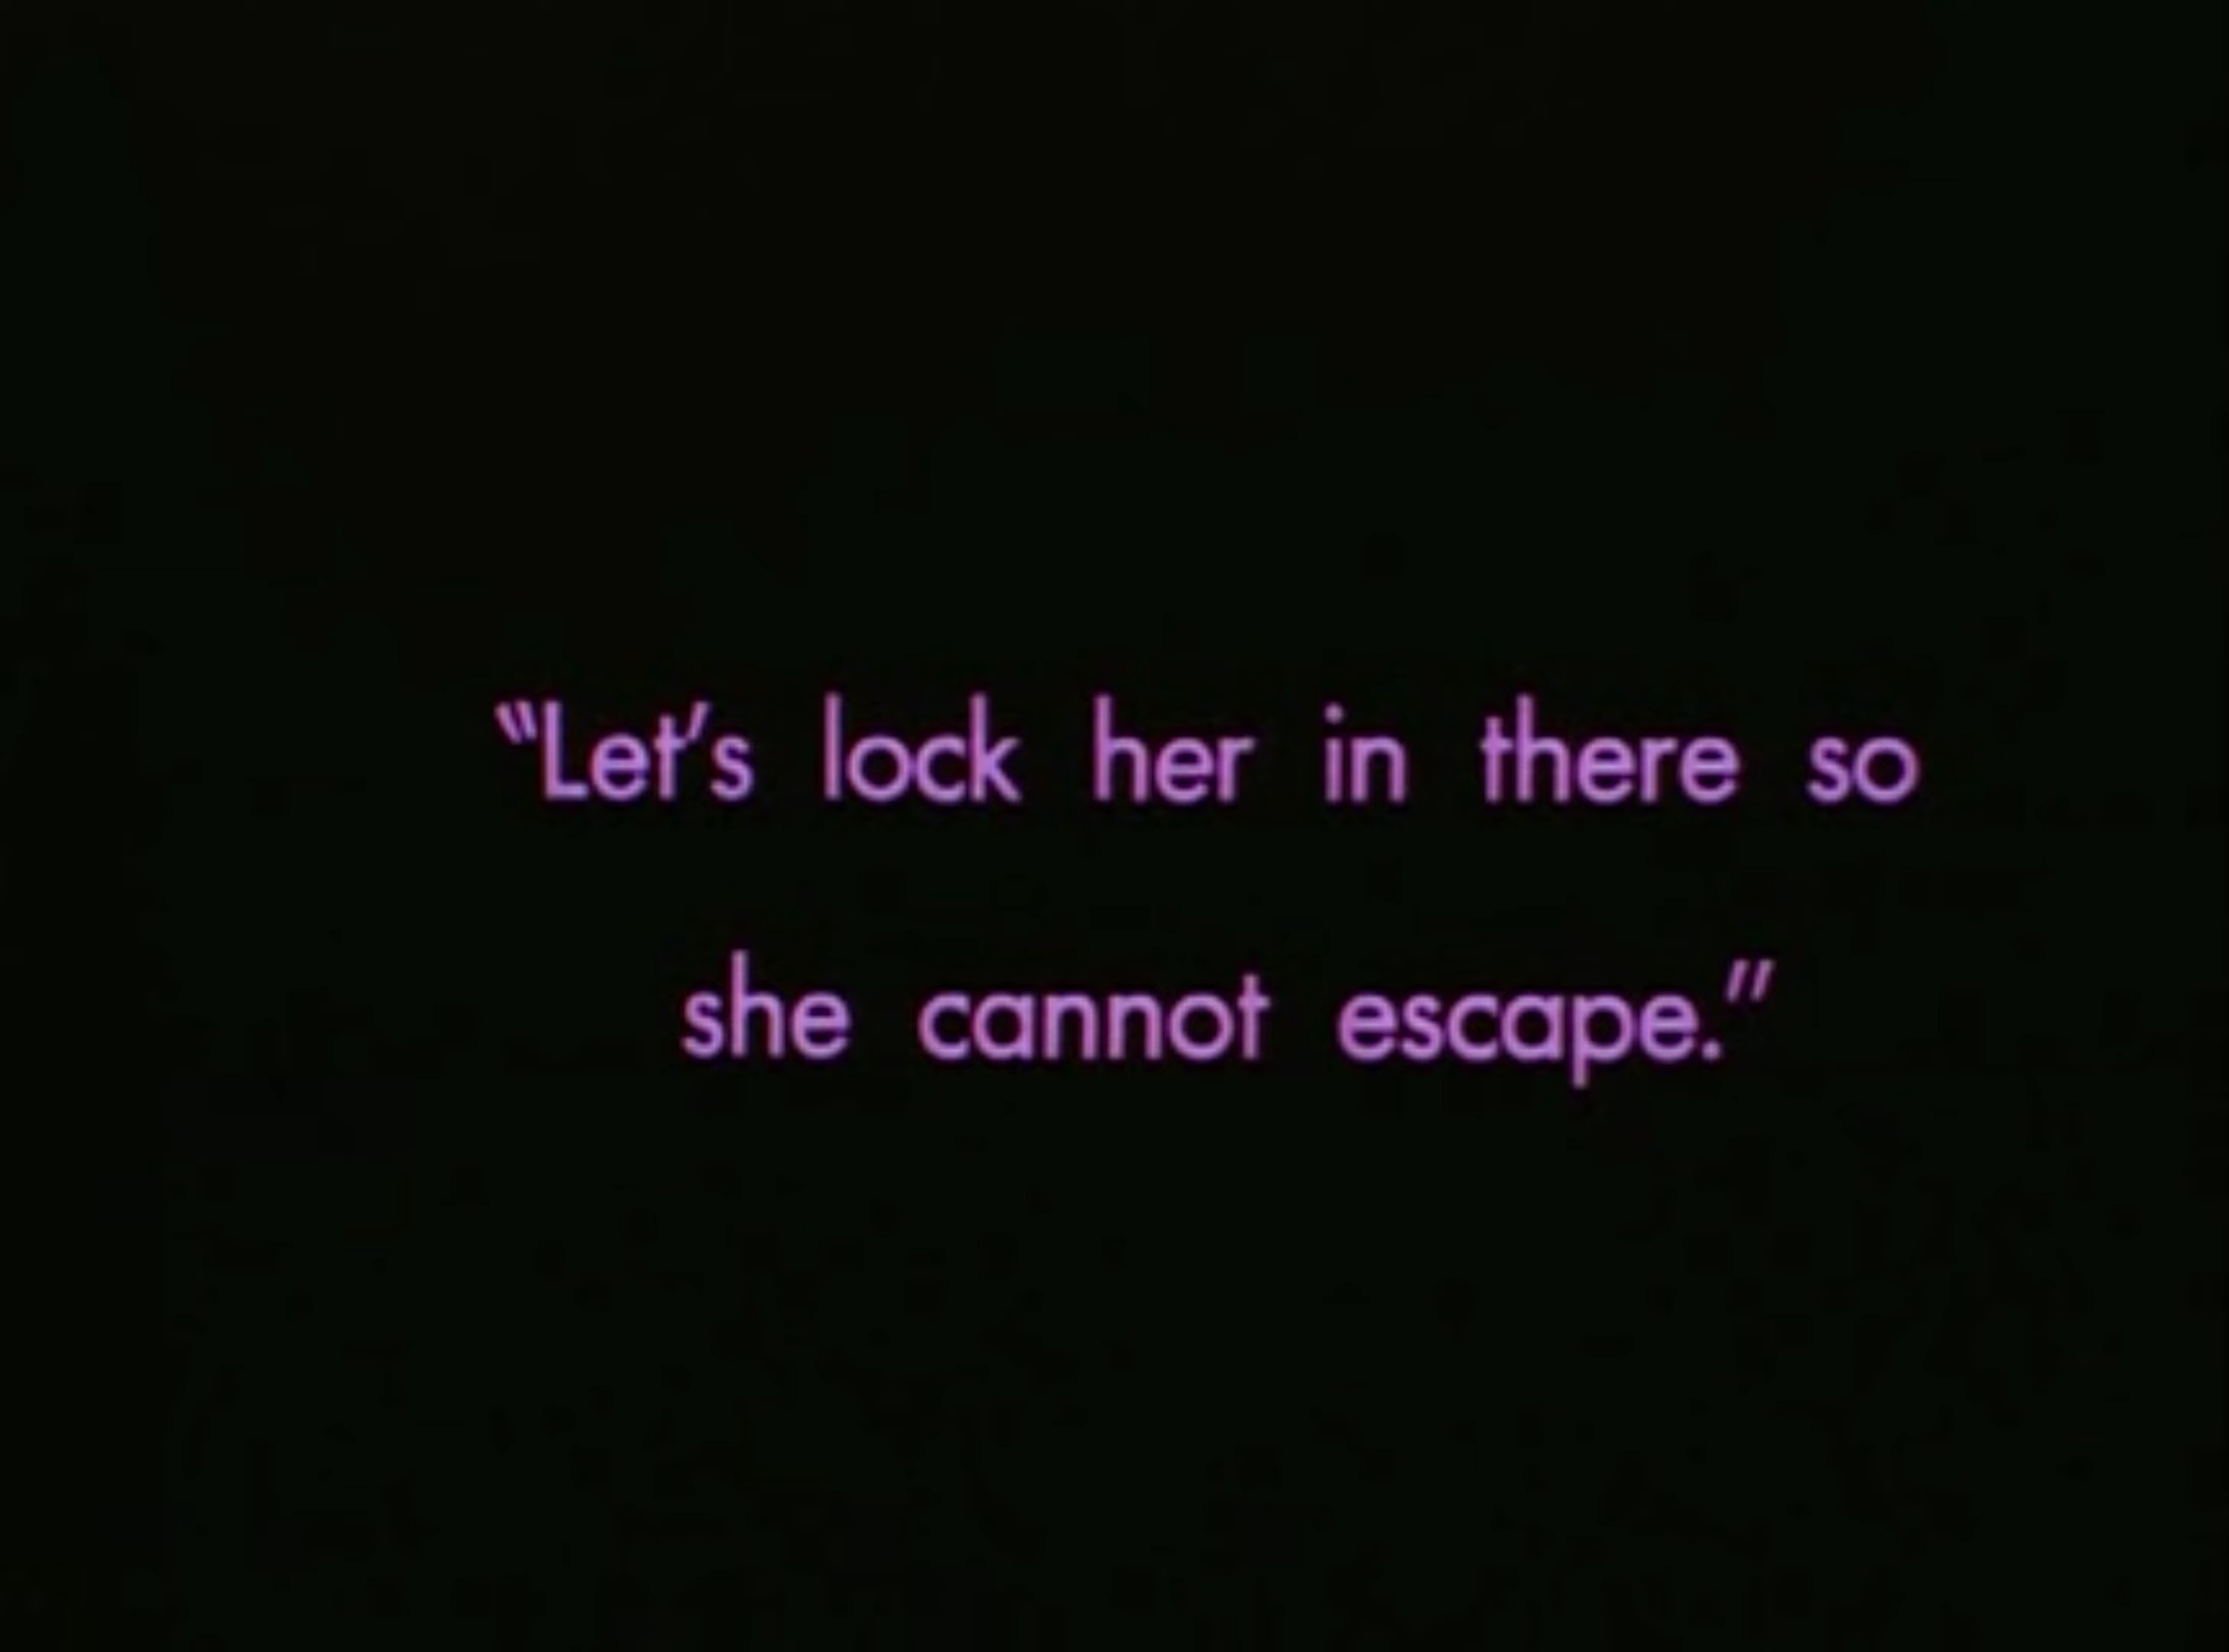 “Let’s lock her in there so
she cannot escape.”